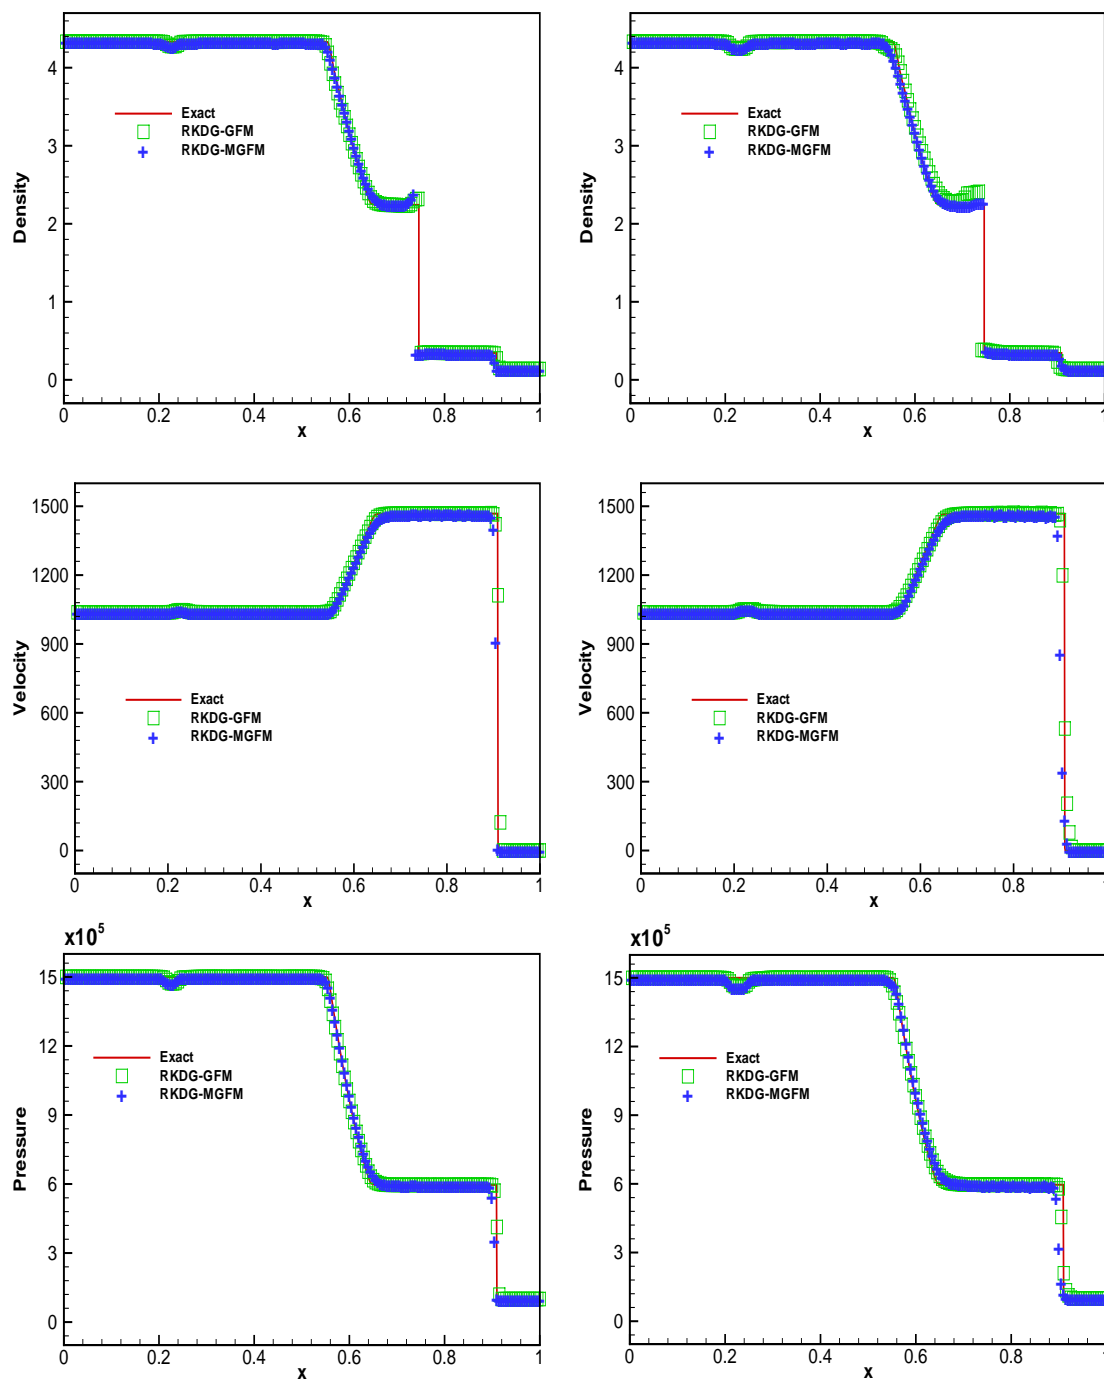 Density
4
3
2
1
0
Exact
RKDG-GFM
RKDG-MGFM
0 0.2 0.4 0.6 0.8 1
x
Density
4
3
2
1
0
Exact
RKDG-GFM
RKDG-MGFM
0 0.2 0.4 0.6 0.8 1
x
Velocity
1500
1200
900
600
300
0
Exact
RKDG-GFM
RKDG-MGFM
0 0.2 0.4 0.6 0.8 1
x
Velocity
1500
1200
900
600
300
0
Exact
RKDG-GFM
RKDG-MGFM
0 0.2 0.4 0.6 0.8 1
x
x10⁵
Pressure
15
12
9
6
3
0
Exact
RKDG-GFM
RKDG-MGFM
0 0.2 0.4 0.6 0.8 1
x
x10⁵
Pressure
15
12
9
6
3
0
Exact
RKDG-GFM
RKDG-MGFM
0 0.2 0.4 0.6 0.8 1
x